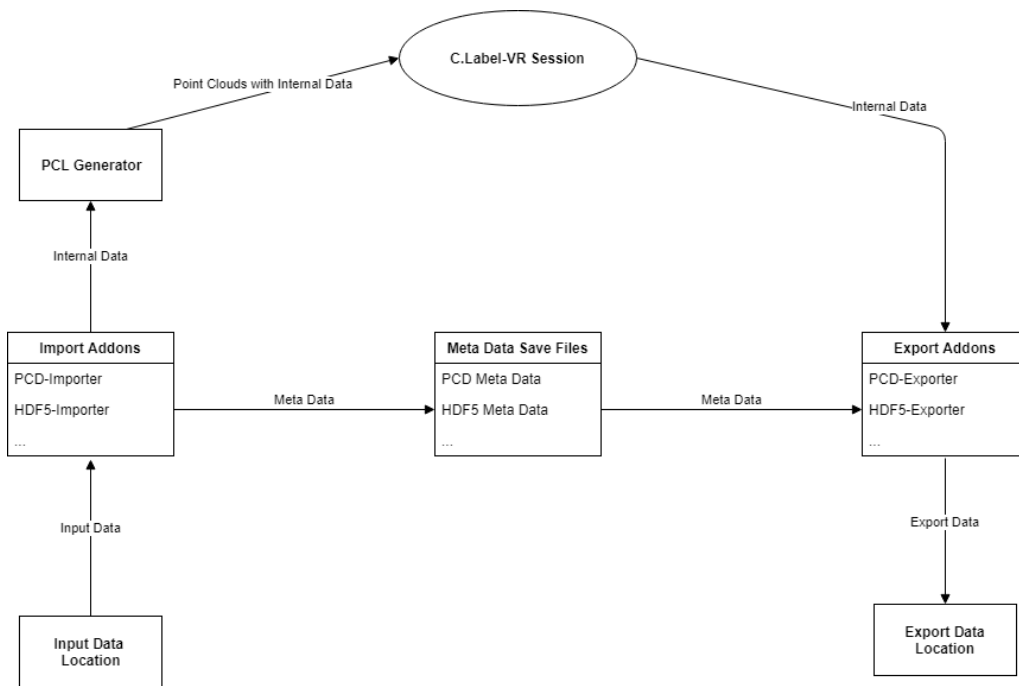 C.Label-VR Session
Point Clouds with Internal Data
Internal Data
PCL Generator
Internal Data
Import Addons
PCD-Importer
HDF5-Importer
...
Meta Data
Meta Data Save Files
PCD Meta Data
HDF5 Meta Data
...
Meta Data
Export Addons
PCD-Exporter
HDF5-Exporter
...
Input Data
Export Data
Input Data
Location
Export Data
Location